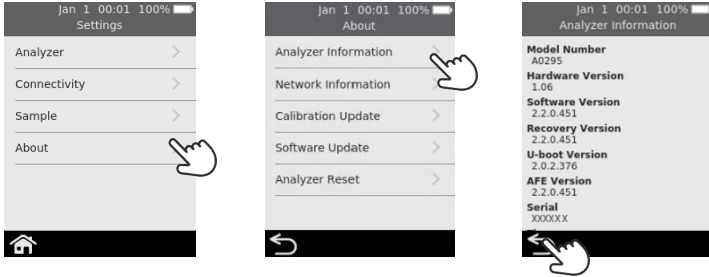 Jan 1 00:01 100%
Settings
Analyzer
Connectivity
Sample
About
Jan 1 00:01 100%
About
Analyzer Information
Network Information
Calibration Update
Software Update
Analyzer Reset
Jan 1 00:01 100%
Analyzer Information
Model Number
A0295
Hardware Version
1.06
Software Version
2.2.0.451
Recovery Version
2.2.0.451
U-boot Version
2.0.2.376
AFE Version
2.2.0.451
Serial
XXXXXX